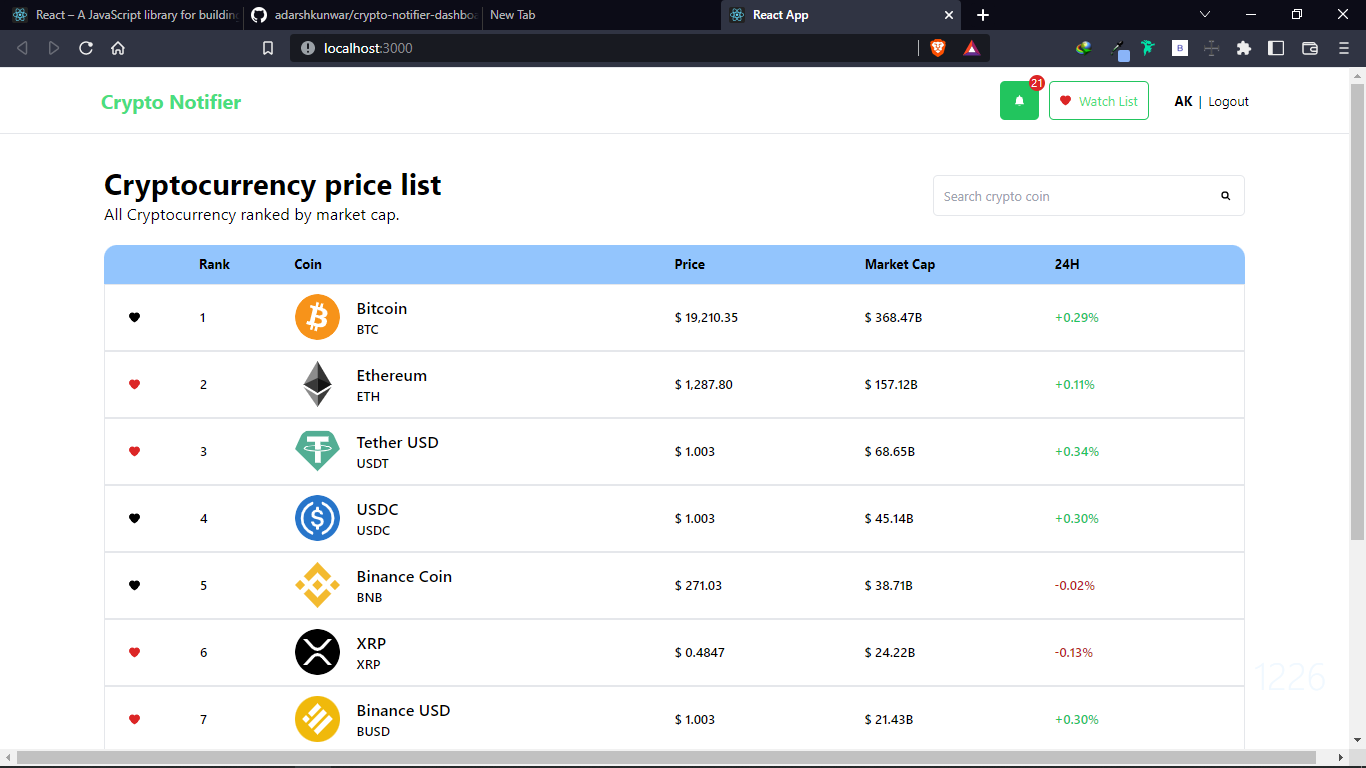 React – A JavaScript library for building
adarshkunwar/crypto-notifier-dashboa
New Tab
React App
localhost:3000
Crypto Notifier
21
Watch List
AK | Logout
Cryptocurrency price list
All Cryptocurrency ranked by market cap.
Search crypto coin
Rank Coin Price Market Cap 24H
1 Bitcoin $ 19,210.35 $ 368.47B +0.29%
BTC
2 Ethereum $ 1,287.80 $ 157.12B +0.11%
ETH
3 Tether USD $ 1.003 $ 68.65B +0.34%
USDT
4 USDC $ 1.003 $ 45.14B +0.30%
USDC
5 Binance Coin $ 271.03 $ 38.71B -0.02%
BNB
6 XRP $ 0.4847 $ 24.22B -0.13%
XRP
1226
7 Binance USD $ 1.003 $ 21.43B +0.30%
BUSD